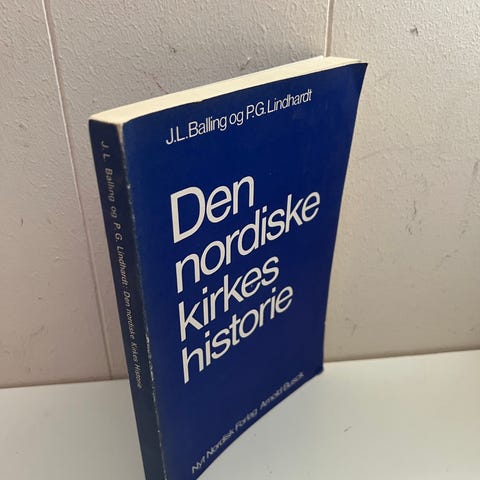 J.L.Balling og P.G.Lindhardt
Den
nordiske
kirkes
historie
Nyt Nordisk Forlag Arnold Busck
J. L. Balling og P. G. Lindhardt: Den nordiske Kirkes Historie